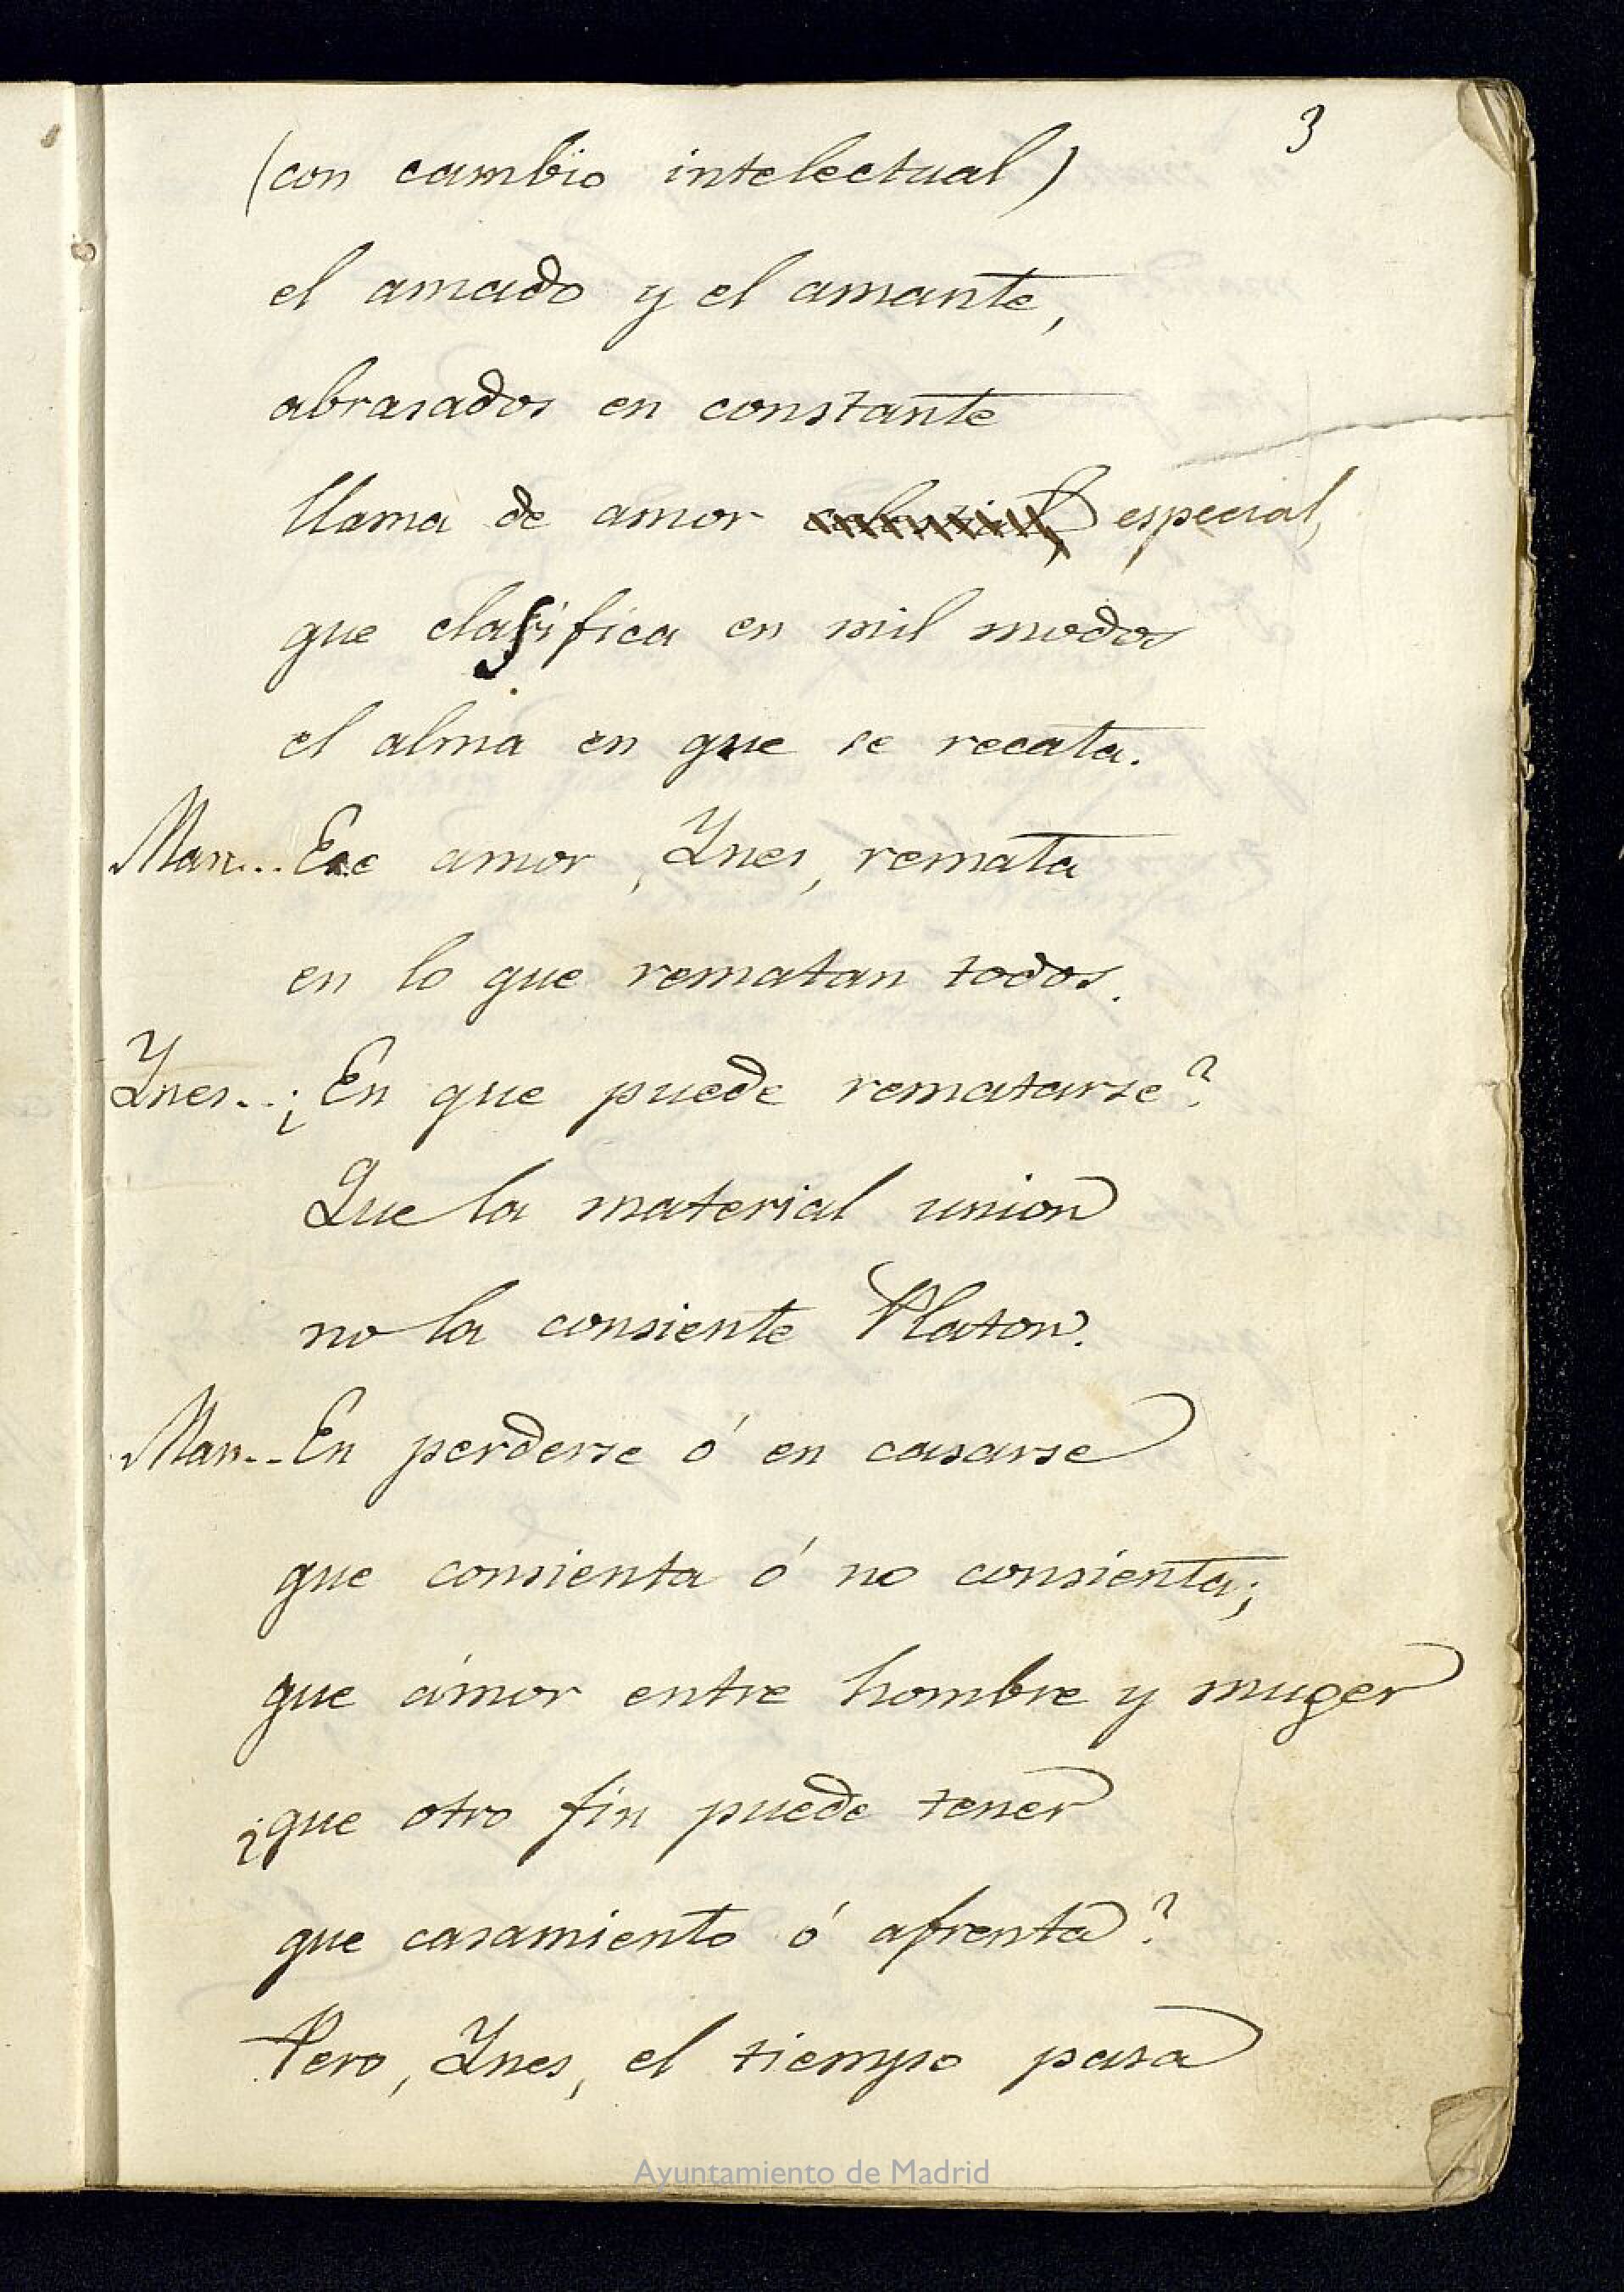 3
(con cambio intelectual)
el amado y el amante,
abrasados en constante
llama de amor especial,
que clasifica en mil modos
el alma en que se recata.
Man... Ese amor, Ynes, remata
en lo que rematan todos.
Ynes.. ¿En que puede rematarse?
Que la material union
no la consiente Platon.
Man.. En perderse ó en casarse
que consienta ó no consienta;
que ámor entre hombre y muger
¿que otro fin puede tener
que casamiento ó afrenta?
Pero, Ynes, el tiempo pasa
Ayuntamiento de Madrid